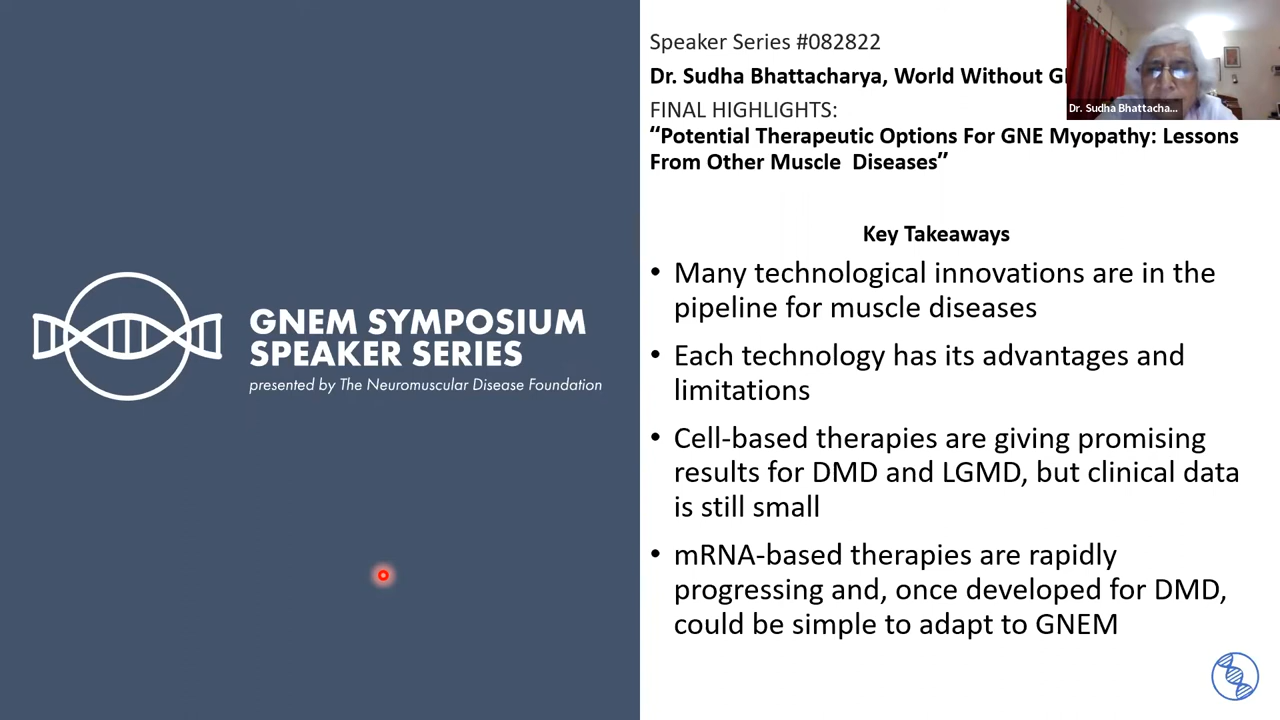 Speaker Series #082822
Dr. Sudha Bhattacharya, World Without
FINAL HIGHLIGHTS:
“Potential Therapeutic Options For GNE Myopathy: Lessons
From Other Muscle Diseases”
Dr. Sudha Bhattacha...
GNEM SYMPOSIUM
SPEAKER SERIES
presented by The Neuromuscular Disease Foundation
Key Takeaways
• Many technological innovations are in the
pipeline for muscle diseases
• Each technology has its advantages and
limitations
• Cell-based therapies are giving promising
results for DMD and LGMD, but clinical data
is still small
• mRNA-based therapies are rapidly
progressing and, once developed for DMD,
could be simple to adapt to GNEM